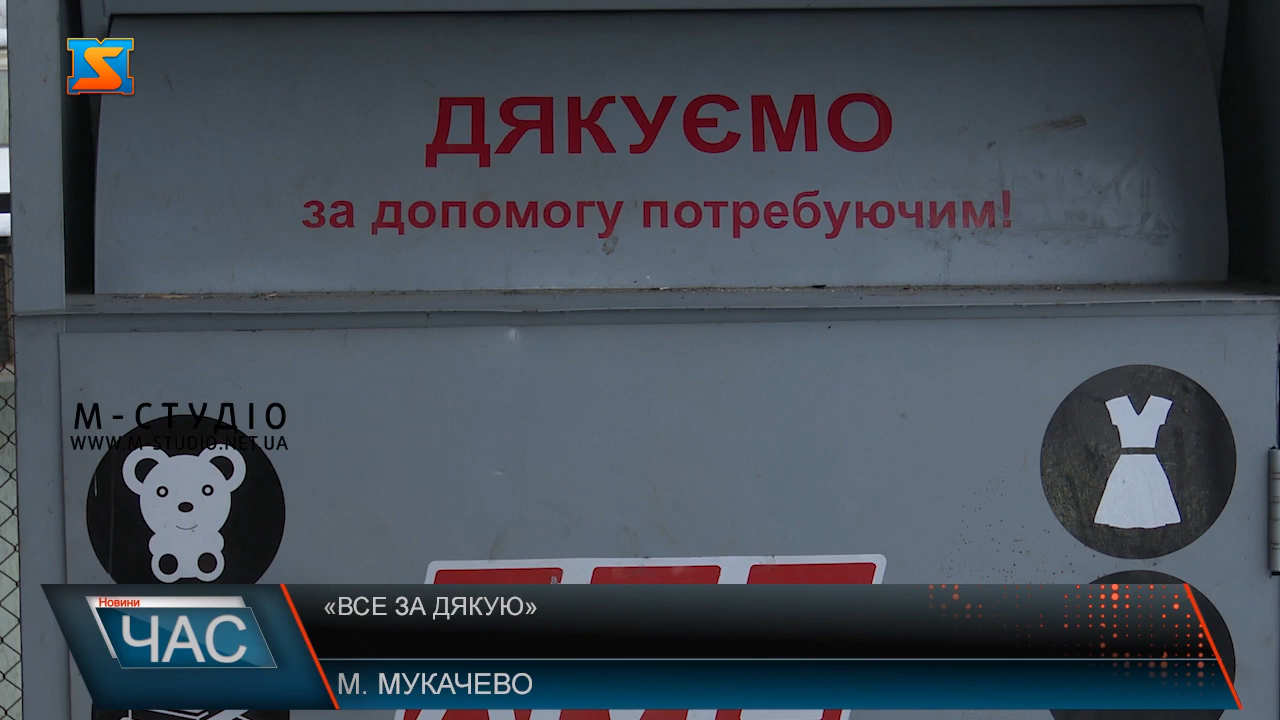 ДЯКУЄМО
за допомогу потребуючим!
М-СТУДІО
WWW.M-STUDIO.NET.UA
«ВСЕ ЗА ДЯКУЮ»
Новини
ЧАС
М. МУКАЧЕВО